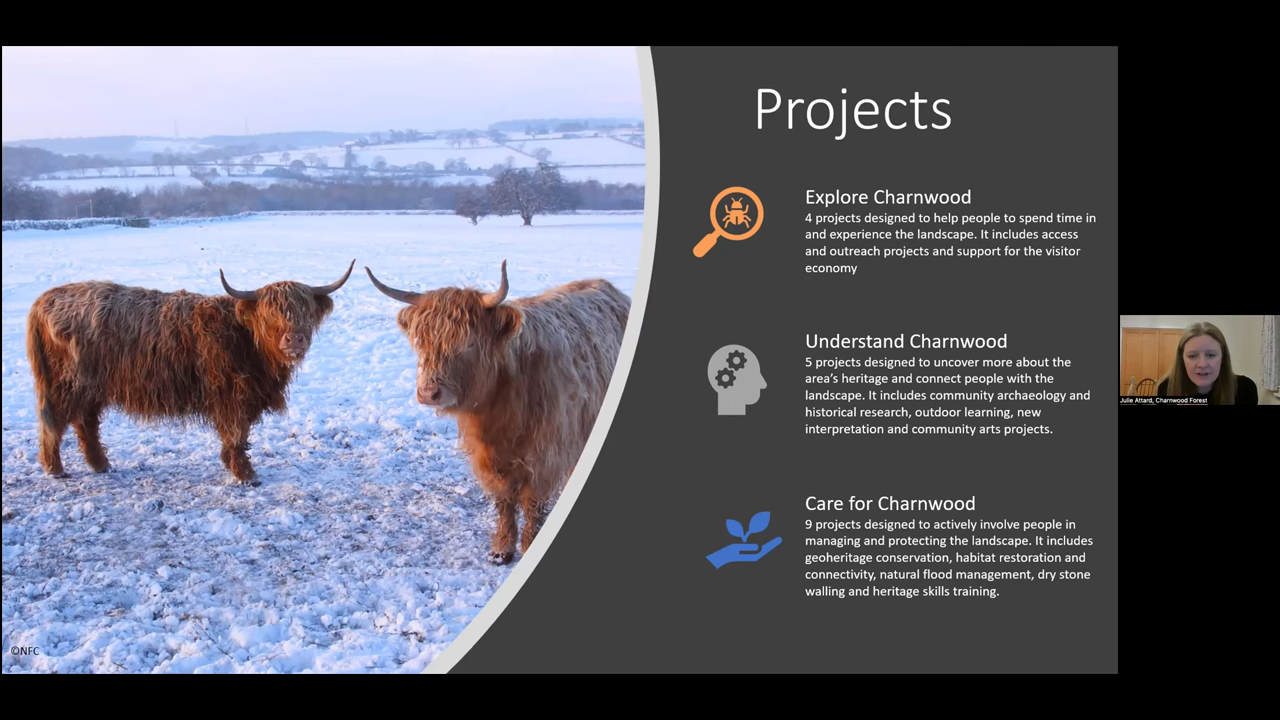 Projects
Explore Charnwood
4 projects designed to help people to spend time in
and experience the landscape. It includes access
and outreach projects and support for the visitor
economy
Understand Charnwood
5 projects designed to uncover more about the
area's heritage and connect people with the
landscape. It includes community archaeology and
historical research, outdoor learning, new
interpretation and community arts projects.
Care for Charnwood
9 projects designed to actively involve people in
managing and protecting the landscape. It includes
geoheritage conservation, habitat restoration and
connectivity, natural flood management, dry stone
walling and heritage skills training.
©NFC
Julie Attard, Charnwood Forest